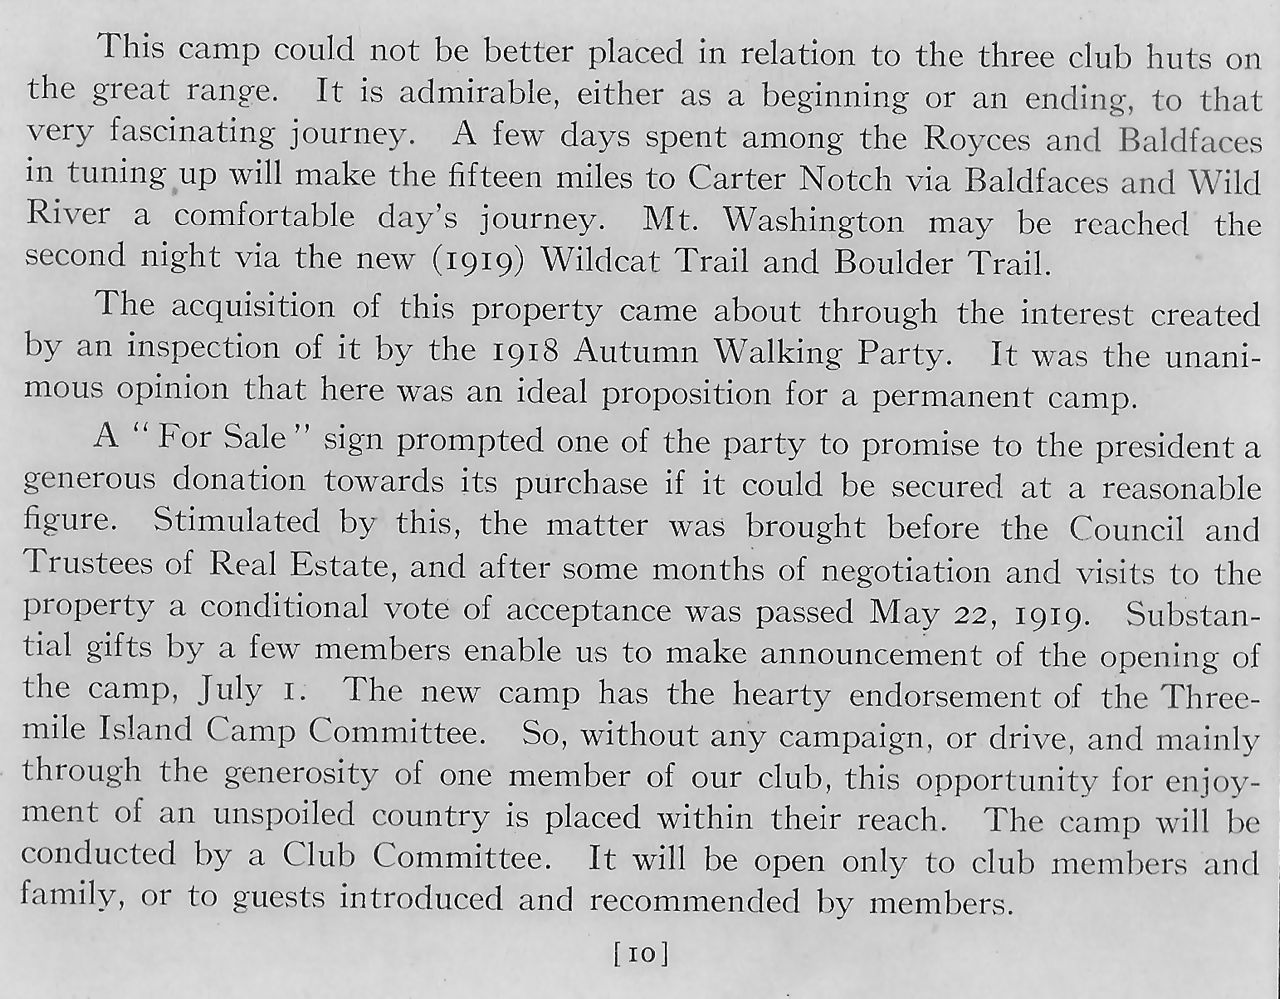 This camp could not be better placed in relation to the three club huts on
the great range. It is admirable, either as a beginning or an ending, to that
very fascinating journey. A few days spent among the Royces and Baldfaces
in tuning up will make the fifteen miles to Carter Notch via Baldfaces and Wild
River a comfortable day's journey. Mt. Washington may be reached the
second night via the new (1919) Wildcat Trail and Boulder Trail.
The acquisition of this property came about through the interest created
by an inspection of it by the 1918 Autumn Walking Party. It was the unani-
mous opinion that here was an ideal proposition for a permanent camp.
A "For Sale" sign prompted one of the party to promise to the president a
generous donation towards its purchase if it could be secured at a reasonable
figure. Stimulated by this, the matter was brought before the Council and
Trustees of Real Estate, and after some months of negotiation and visits to the
property a conditional vote of acceptance was passed May 22, 1919. Substan-
tial gifts by a few members enable us to make announcement of the opening of
the camp, July 1. The new camp has the hearty endorsement of the Three-
mile Island Camp Committee. So, without any campaign, or drive, and mainly
through the generosity of one member of our club, this opportunity for enjoy-
ment of an unspoiled country is placed within their reach. The camp will be
conducted by a Club Committee. It will be open only to club members and
family, or to guests introduced and recommended by members.
[10]